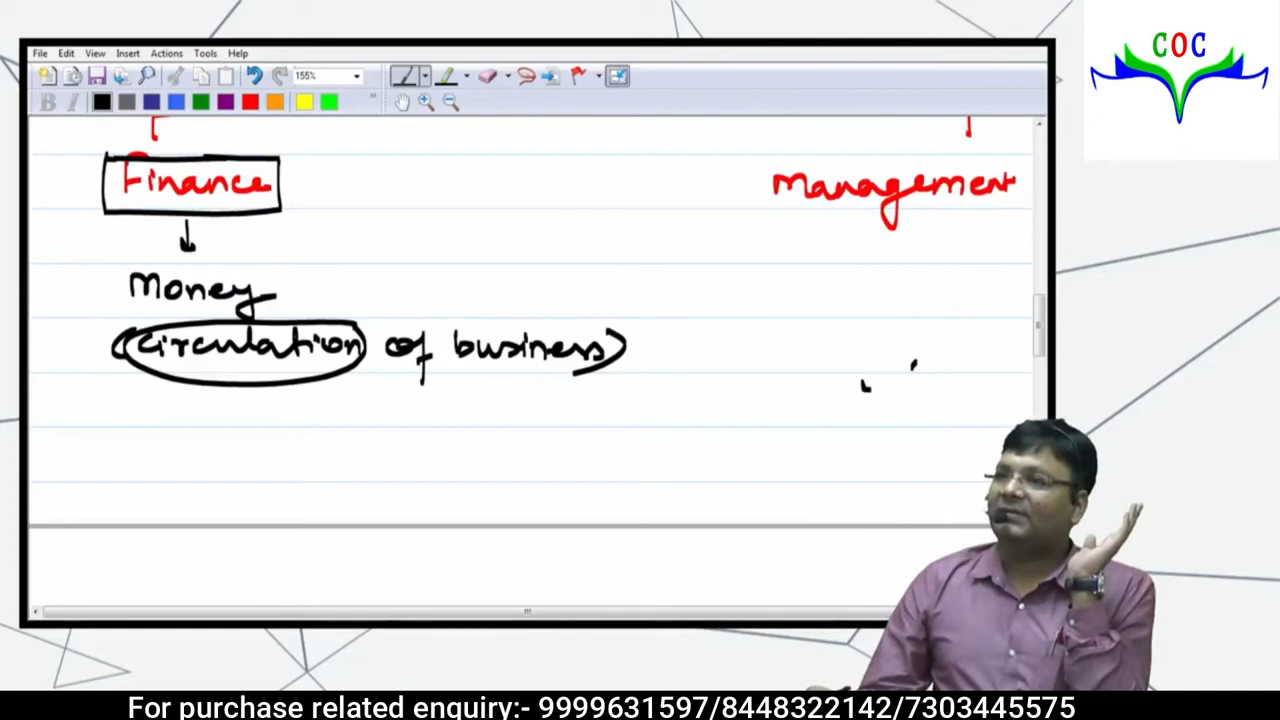 COC
File Edit View Insert Actions Tools Help
155%
B I
Finance
Management
Money
(circulation of business)
For purchase related enquiry:- 9999631597/8448322142/7303445575